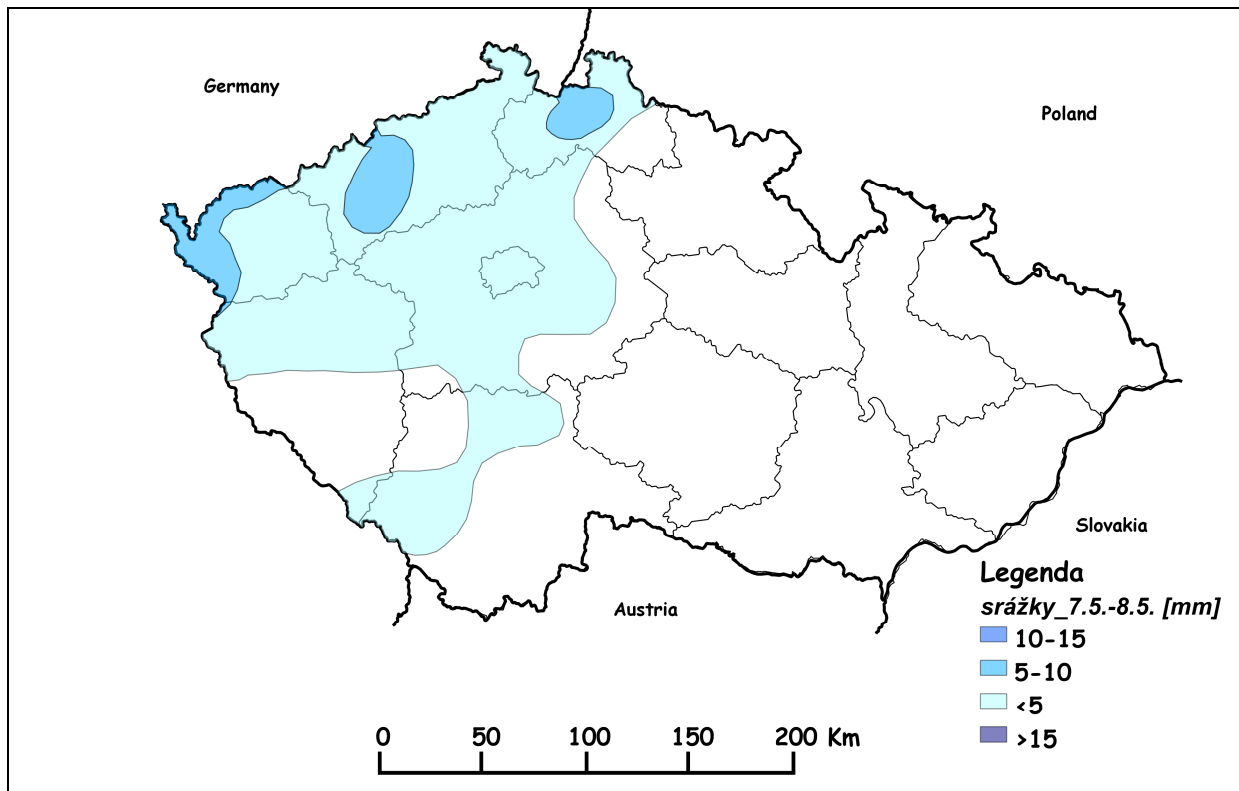 Germany
Poland
Slovakia
Austria
Legenda
srážky_7.5.-8.5. [mm]
10-15
5-10
<5
>15
0 50 100 150 200 Km